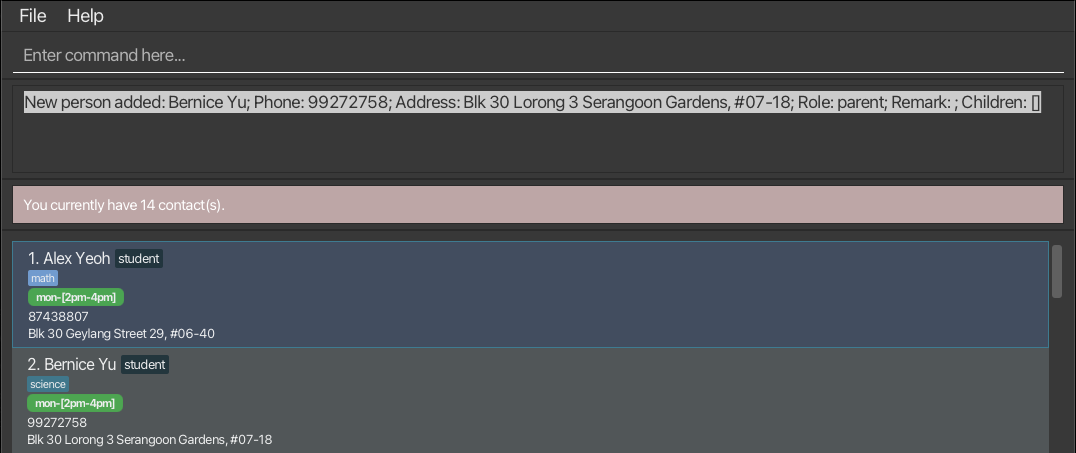 File Help
Enter command here...
New person added: Bernice Yu; Phone: 99272758; Address: Blk 30 Lorong 3 Serangoon Gardens, #07-18; Role: parent; Remark: ; Children: []
You currently have 14 contact(s).
1. Alex Yeoh student
math
mon-[2pm-4pm]
87438807
Blk 30 Geylang Street 29, #06-40
2. Bernice Yu student
science
mon-[2pm-4pm]
99272758
Blk 30 Lorong 3 Serangoon Gardens, #07-18